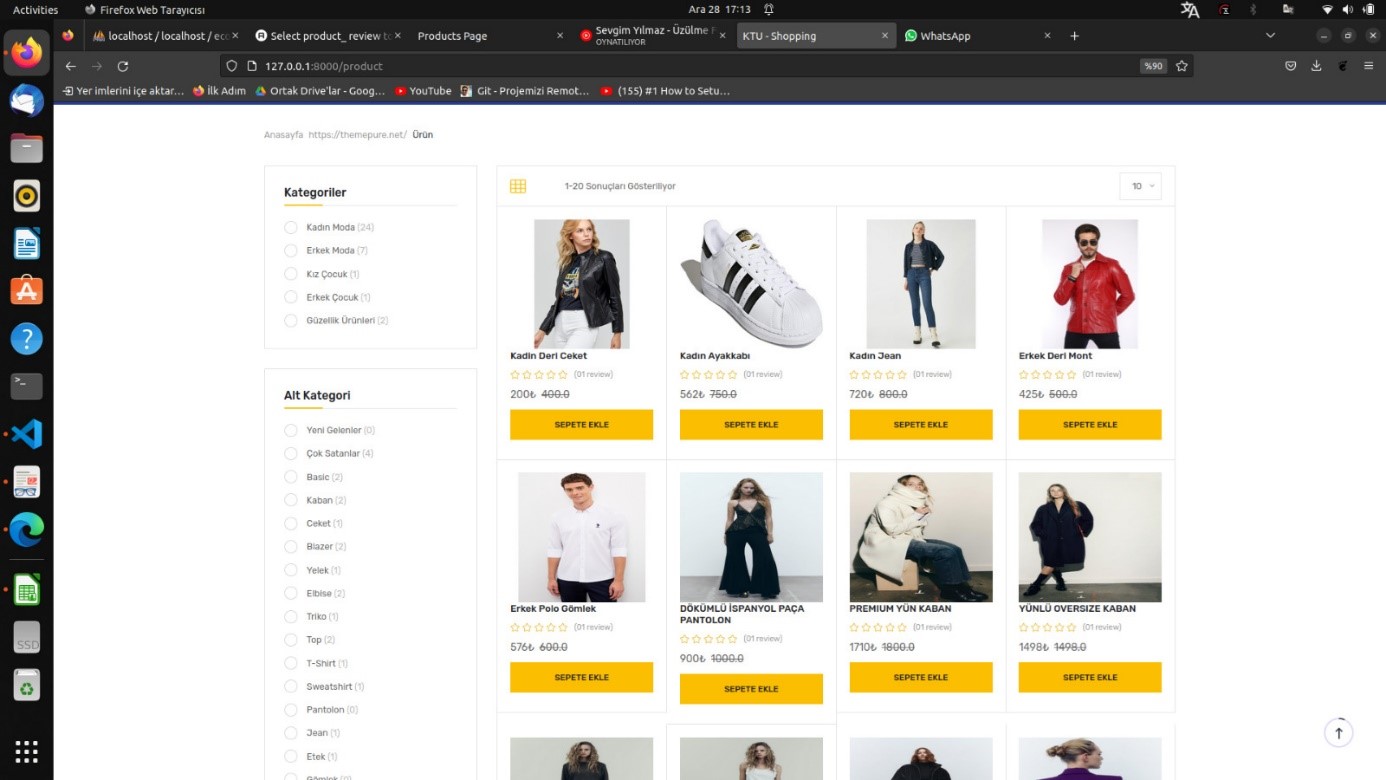 Activities
Firefox Web Tarayıcısı
Ara 28 17:13
localhost / localhost / ec
Select product_review to
Products Page
Sevgim Yılmaz - Üzülme
OYNATILIYOR
KTU - Shopping
WhatsApp
127.0.0.1:8000/product
%90
Yer imlerini içe aktar…
İlk Adım
Ortak Drive'lar - Goog…
YouTube
Git - Projemizi Remot…
(155) #1 How to Setu…
Anasayfa https://themepure.net/ Ürün
Kategoriler
Kadın Moda (24)
Erkek Moda (7)
Kız Çocuk (1)
Erkek Çocuk (1)
Güzellik Ürünleri (2)
Alt Kategori
Yeni Gelenler (0)
Çok Satanlar (4)
Basic (2)
Kaban (2)
Ceket (1)
Blazer (2)
Yelek (1)
Elbise (2)
Triko (1)
Top (2)
T-Shirt (1)
Sweatshirt (1)
Pantolon (0)
Jean (1)
Etek (1)
Gömlek (0)
1-20 Sonuçları Gösteriliyor
10
Kadin Deri Ceket
(01 review)
200₺ 400.0
SEPETE EKLE
Kadın Ayakkabı
(01 review)
562₺ 750.0
SEPETE EKLE
Kadın Jean
(01 review)
720₺ 800.0
SEPETE EKLE
Erkek Deri Mont
(01 review)
425₺ 500.0
SEPETE EKLE
Erkek Polo Gömlek
(01 review)
576₺ 600.0
SEPETE EKLE
DÖKÜMLÜ İSPANYOL PAÇA
PANTOLON
(01 review)
900₺ 1000.0
SEPETE EKLE
PREMIUM YÜN KABAN
(01 review)
1710₺ 1800.0
SEPETE EKLE
YÜNLÜ OVERSIZE KABAN
(01 review)
1498₺ 1498.0
SEPETE EKLE
SSD